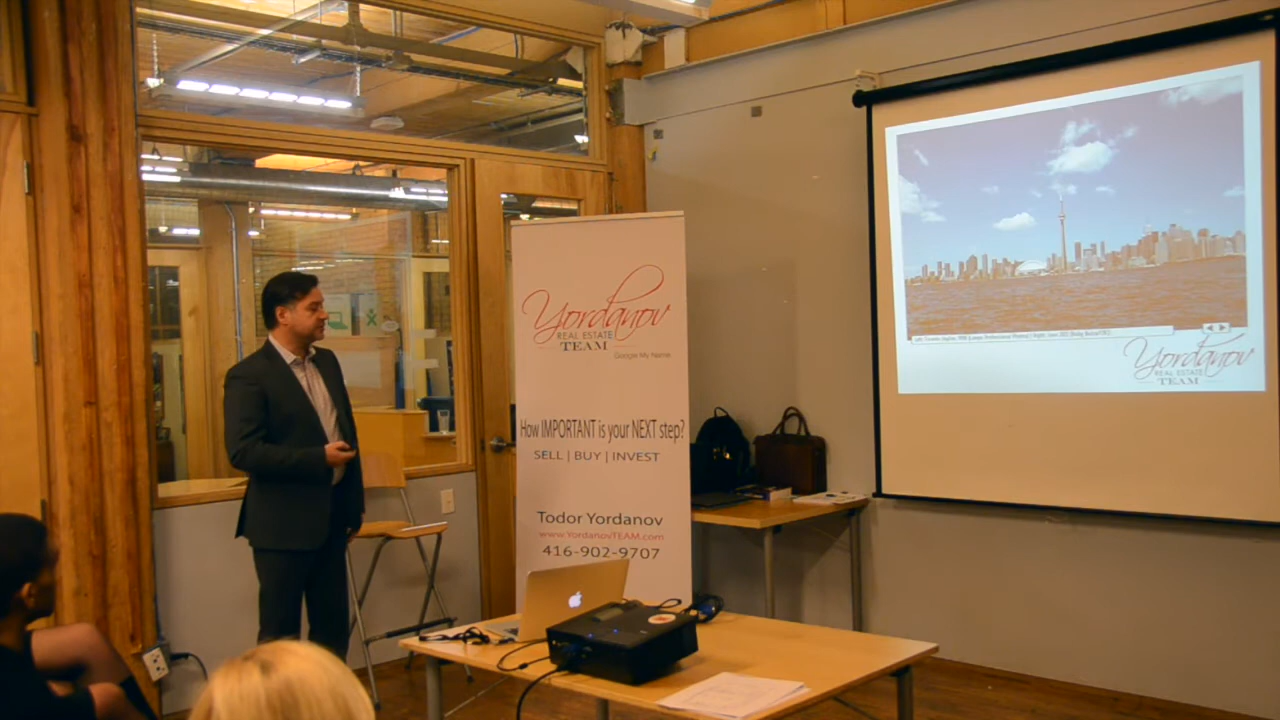 Yordanov
REAL ESTATE
TEAM
Google My Name
How IMPORTANT is your NEXT step?
SELL | BUY | INVEST
Todor Yordanov
www.YordanovTEAM.com
416-902-9707
Yordanov
REAL ESTATE
TEAM